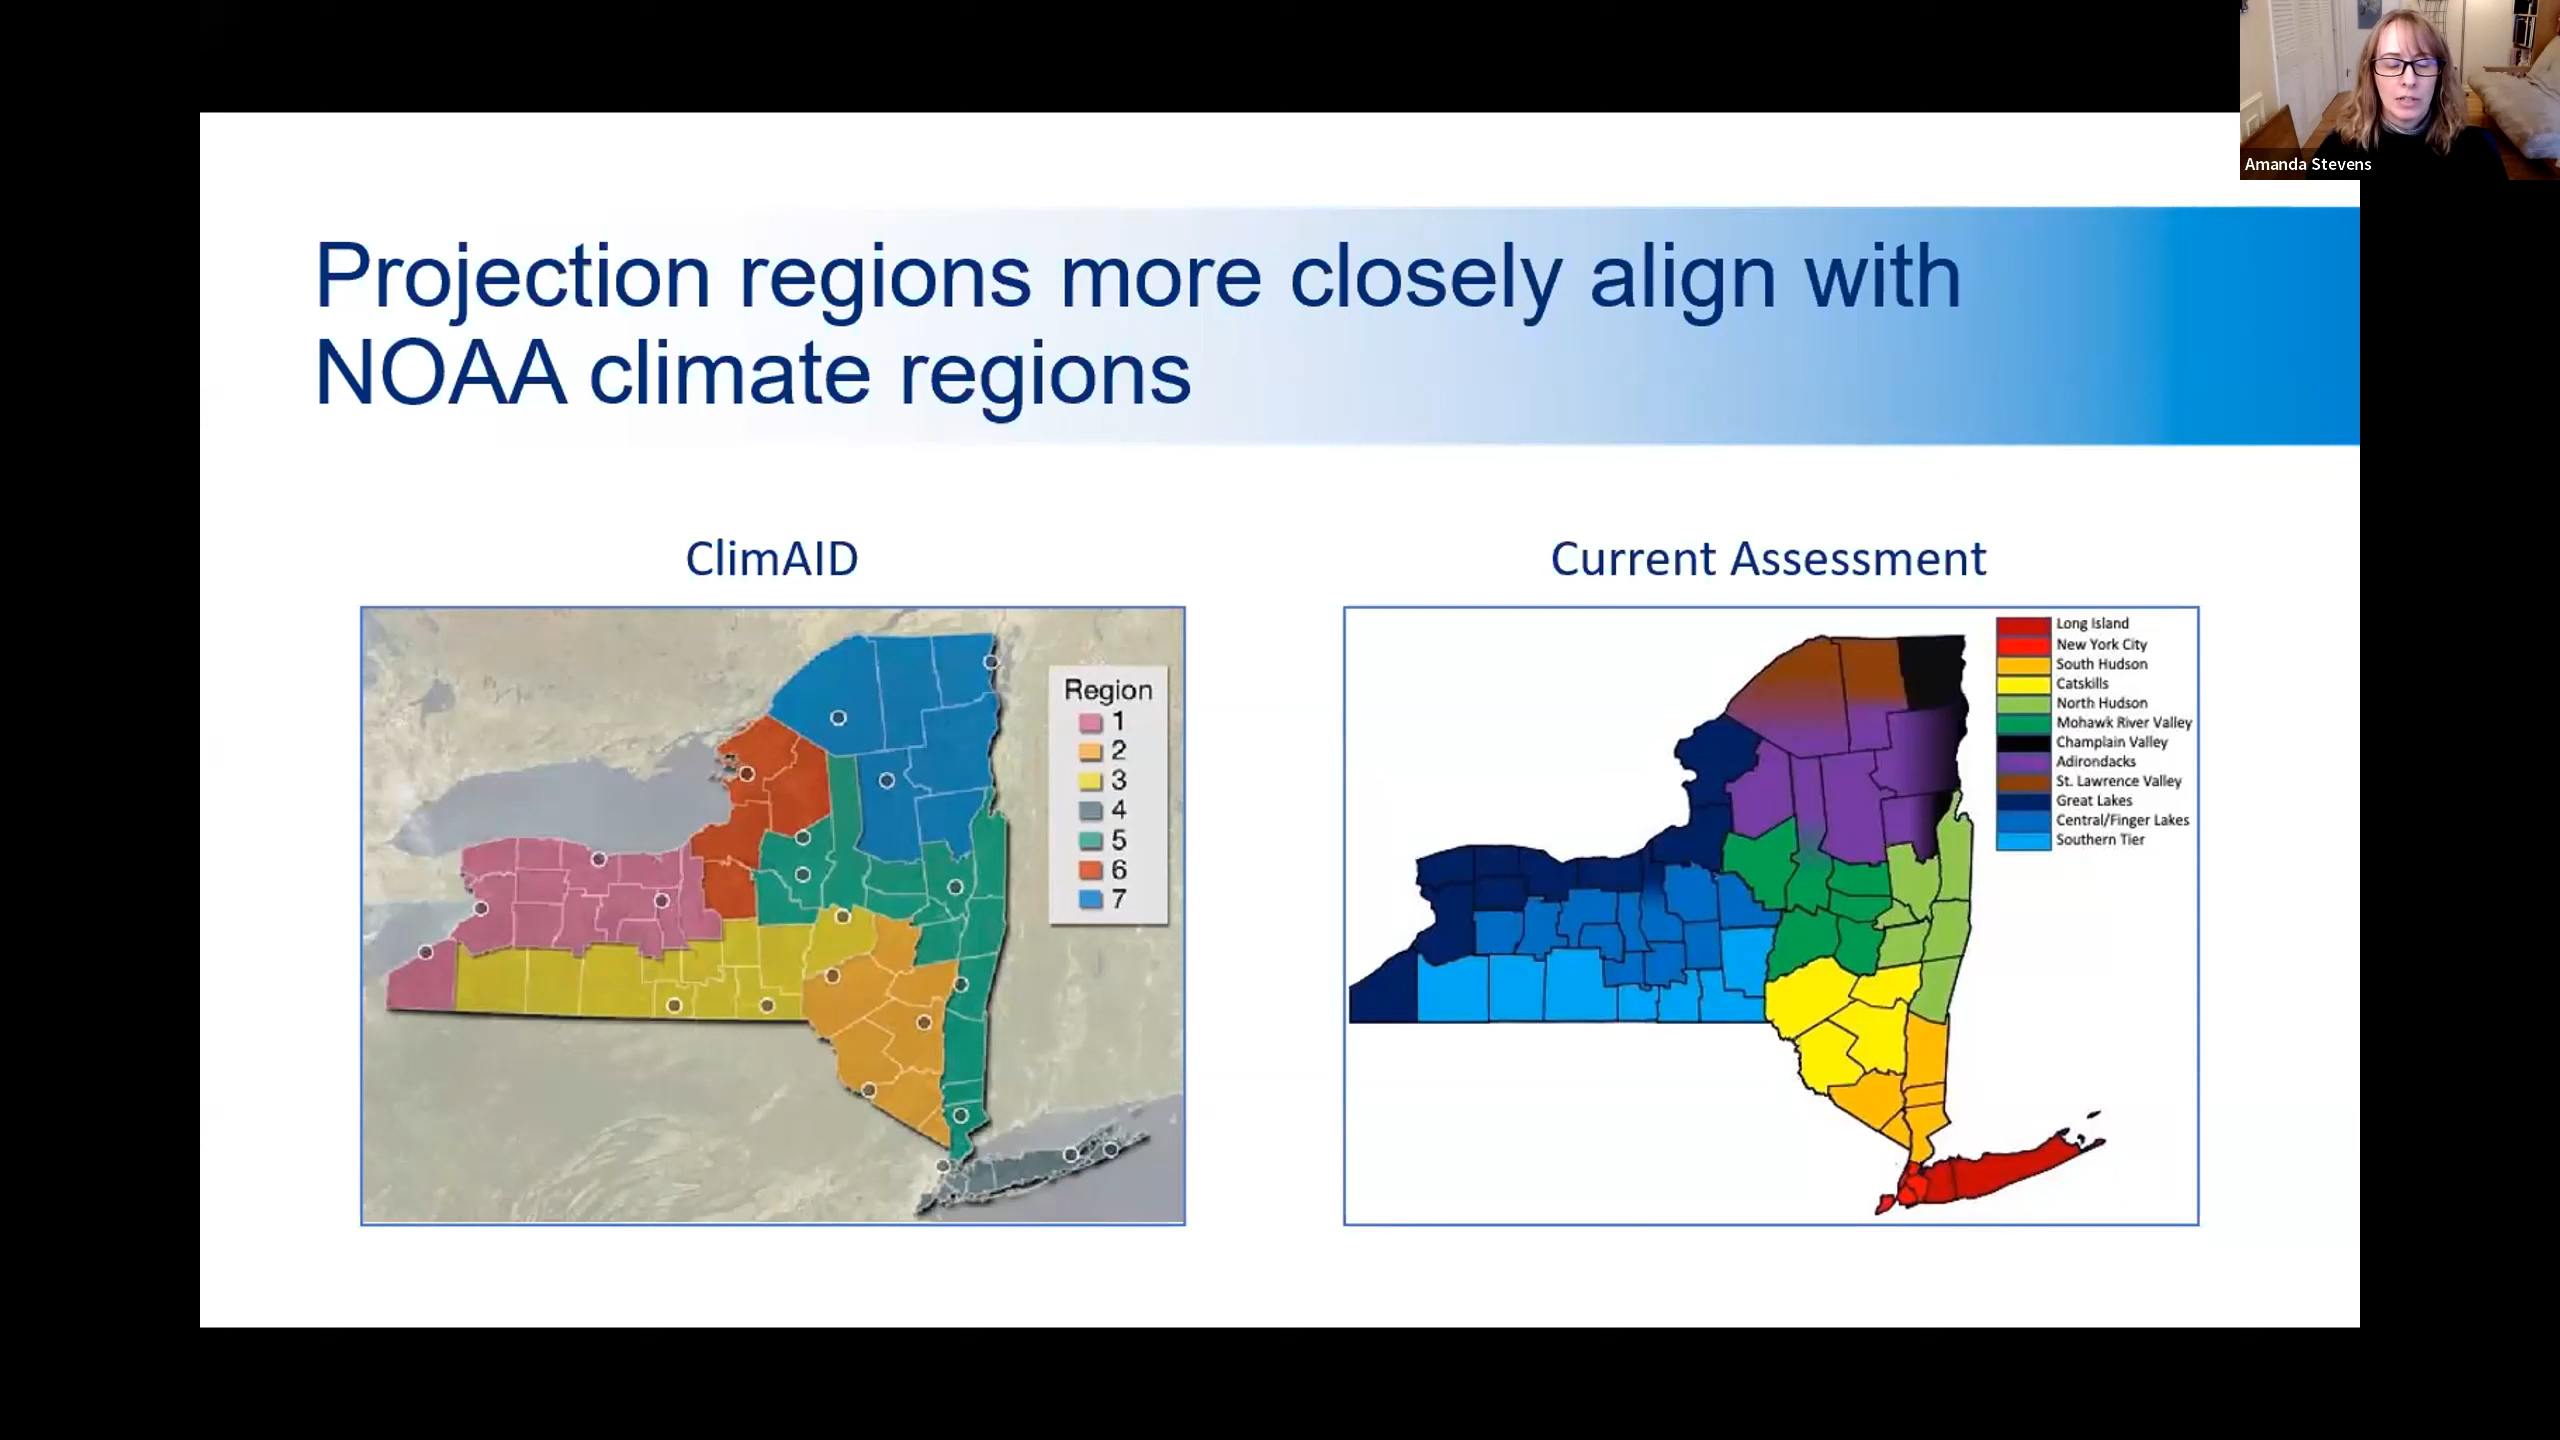 Amanda Stevens
Projection regions more closely align with
NOAA climate regions
ClimAID
Current Assessment
Region
1
2
3
4
5
6
7
Long Island
New York City
South Hudson
Catskills
North Hudson
Mohawk River Valley
Champlain Valley
Adirondacks
St. Lawrence Valley
Great Lakes
Central/Finger Lakes
Southern Tier